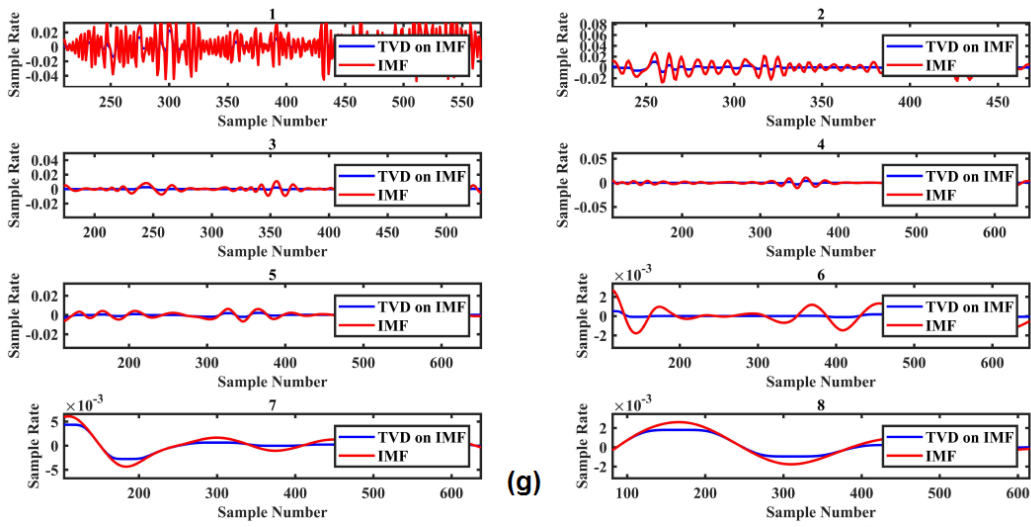 1
Sample Rate
0.02
0
-0.02
-0.04
TVD on IMF
IMF
250 300 350 400 450 500 550
Sample Number
2
Sample Rate
0.08
0.04
0.02
0
-0.02
TVD on IMF
IMF
250 300 350 400 450
Sample Number
3
Sample Rate
0.04
0.02
0
-0.02
TVD on IMF
IMF
200 250 300 350 400 450 500
Sample Number
4
Sample Rate
0.05
0
-0.05
TVD on IMF
IMF
200 300 400 500 600
Sample Number
5
Sample Rate
0.02
0
-0.02
TVD on IMF
IMF
200 300 400 500 600
Sample Number
6
×10⁻³
Sample Rate
2
0
-2
TVD on IMF
IMF
200 300 400 500 600
Sample Number
7
×10⁻³
Sample Rate
5
0
-5
TVD on IMF
IMF
200 300 400 500 600
Sample Number
(g)
8
×10⁻³
Sample Rate
2
0
-2
TVD on IMF
IMF
100 200 300 400 500 600
Sample Number